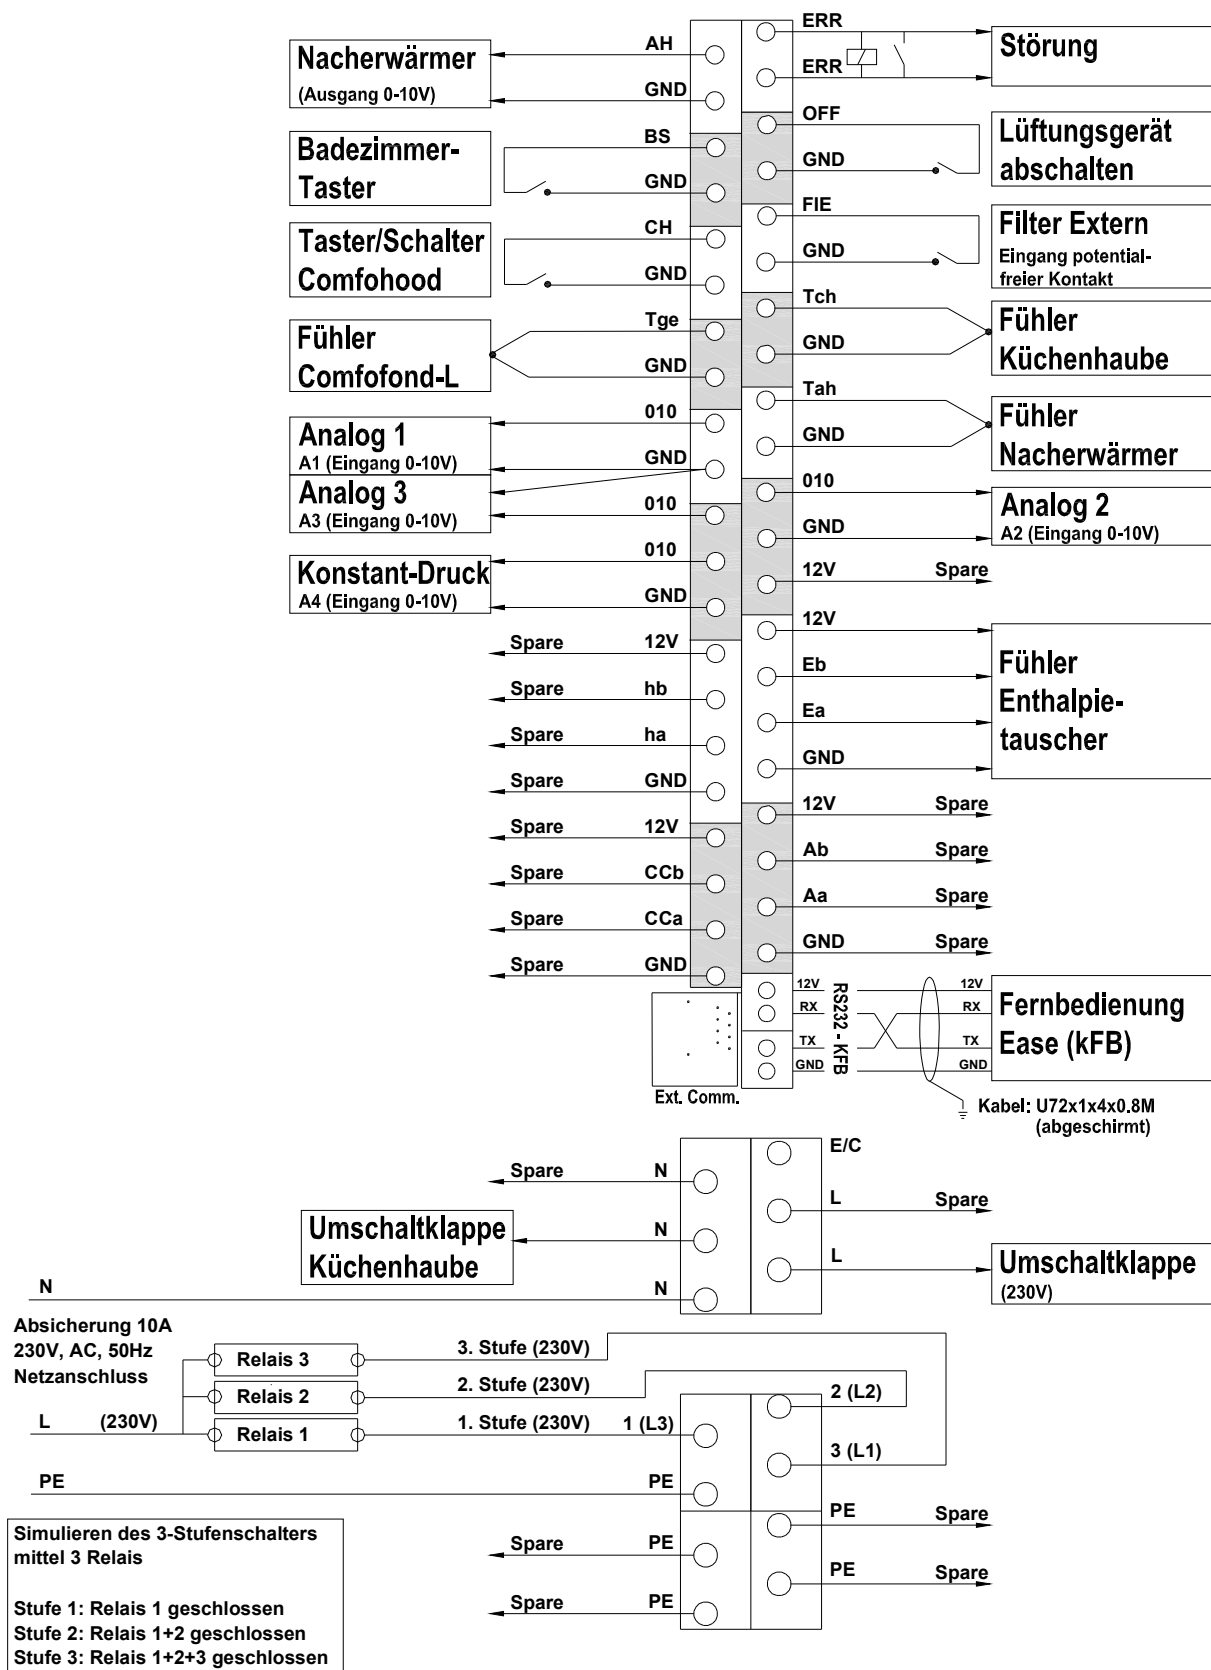 Nacherwärmer
(Ausgang 0-10V)
AH
GND
ERR
ERR
Störung
Badezimmer-
Taster
BS
GND
OFF
GND
Lüftungsgerät
abschalten
Taster/Schalter
Comfohood
CH
GND
FIE
GND
Filter Extern
Eingang potential-
freier Kontakt
Fühler
Comfofond-L
Tge
GND
Tch
GND
Fühler
Küchenhaube
Analog 1
A1 (Eingang 0-10V)
010
GND
Tah
GND
Fühler
Nacherwärmer
Analog 3
A3 (Eingang 0-10V)
010
010
GND
Analog 2
A2 (Eingang 0-10V)
Konstant-Druck
A4 (Eingang 0-10V)
010
GND
12V Spare
Spare 12V
Spare hb
Spare ha
Spare GND
12V
Eb
Ea
GND
Fühler
Enthalpie-
tauscher
Spare 12V
Spare CCb
Spare CCa
Spare GND
12V Spare
Ab Spare
Aa Spare
GND Spare
12V
RX
TX
GND
RS232 - KFB
12V
RX
TX
GND
Fernbedienung
Ease (kFB)
Ext. Comm.
Kabel: U72x1x4x0.8M
(abgeschirmt)
E/C
Spare N
L Spare
Umschaltklappe
Küchenhaube
N
L
Umschaltklappe
(230V)
N N
Absicherung 10A
230V, AC, 50Hz
Netzanschluss
Relais 3 3. Stufe (230V)
Relais 2 2. Stufe (230V) 2 (L2)
L (230V) Relais 1 1. Stufe (230V) 1 (L3)
3 (L1)
PE PE
PE Spare
Spare PE
PE Spare
Spare PE
Simulieren des 3-Stufenschalters
mittel 3 Relais
Stufe 1: Relais 1 geschlossen
Stufe 2: Relais 1+2 geschlossen
Stufe 3: Relais 1+2+3 geschlossen